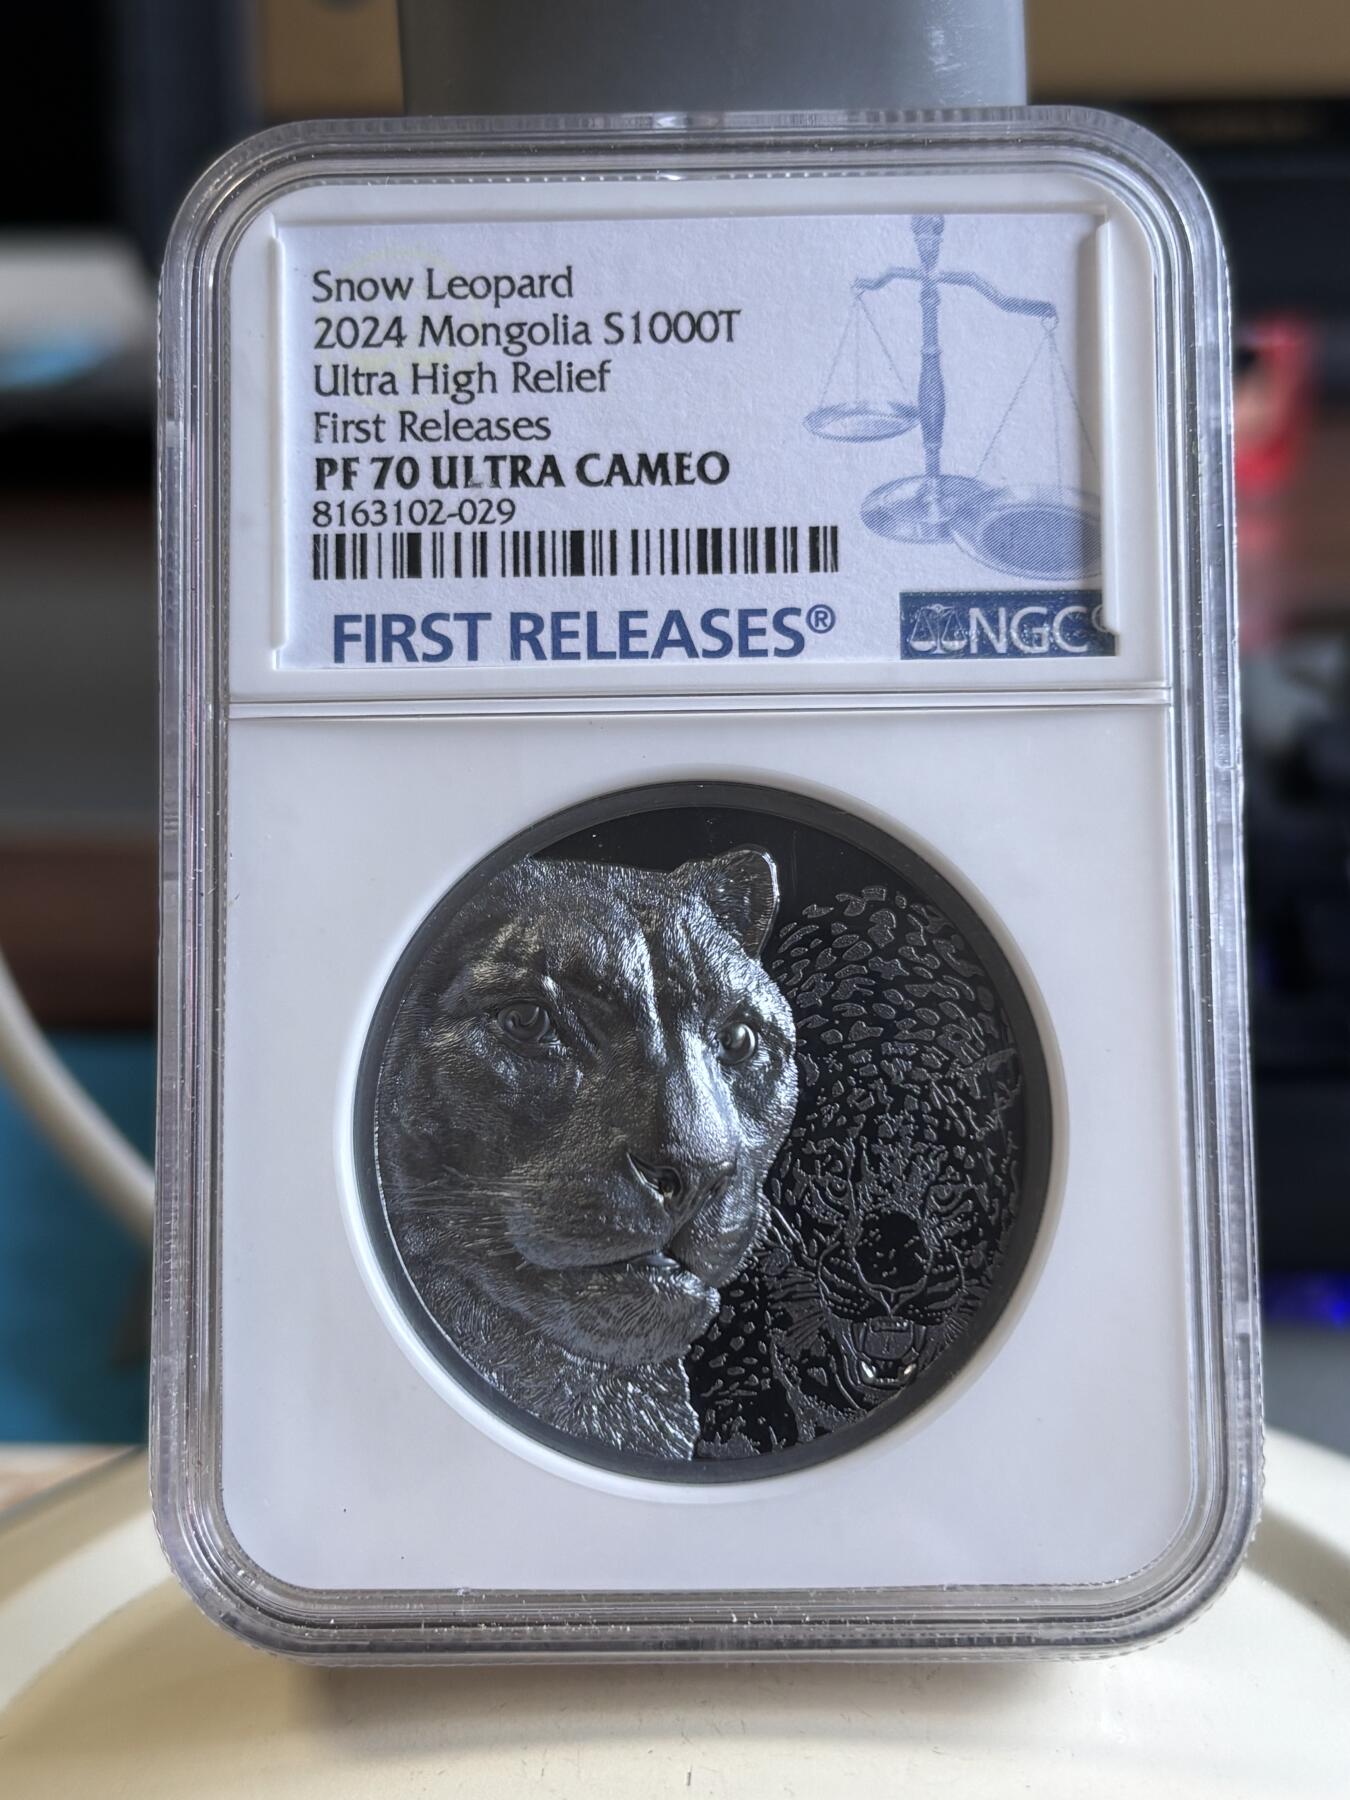 Snow Leopard
2024 Mongolia S1000T
Ultra High Relief
First Releases
PF 70 ULTRA CAMEO
8163102-029
FIRST RELEASES®
NGC